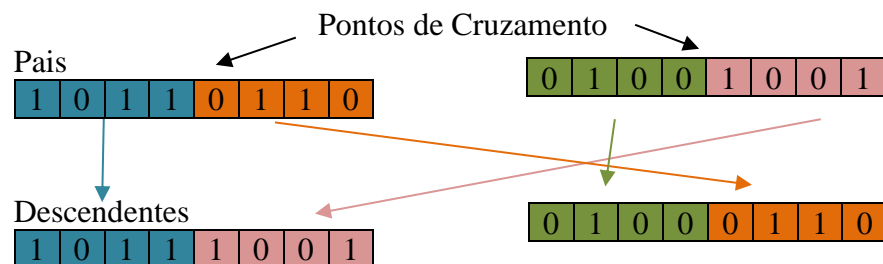 Pontos de Cruzamento
Pais
1 0 1 1 0 1 1 0
0 1 0 0 1 0 0 1
Descendentes
1 0 1 1 1 0 0 1
0 1 0 0 0 1 1 0